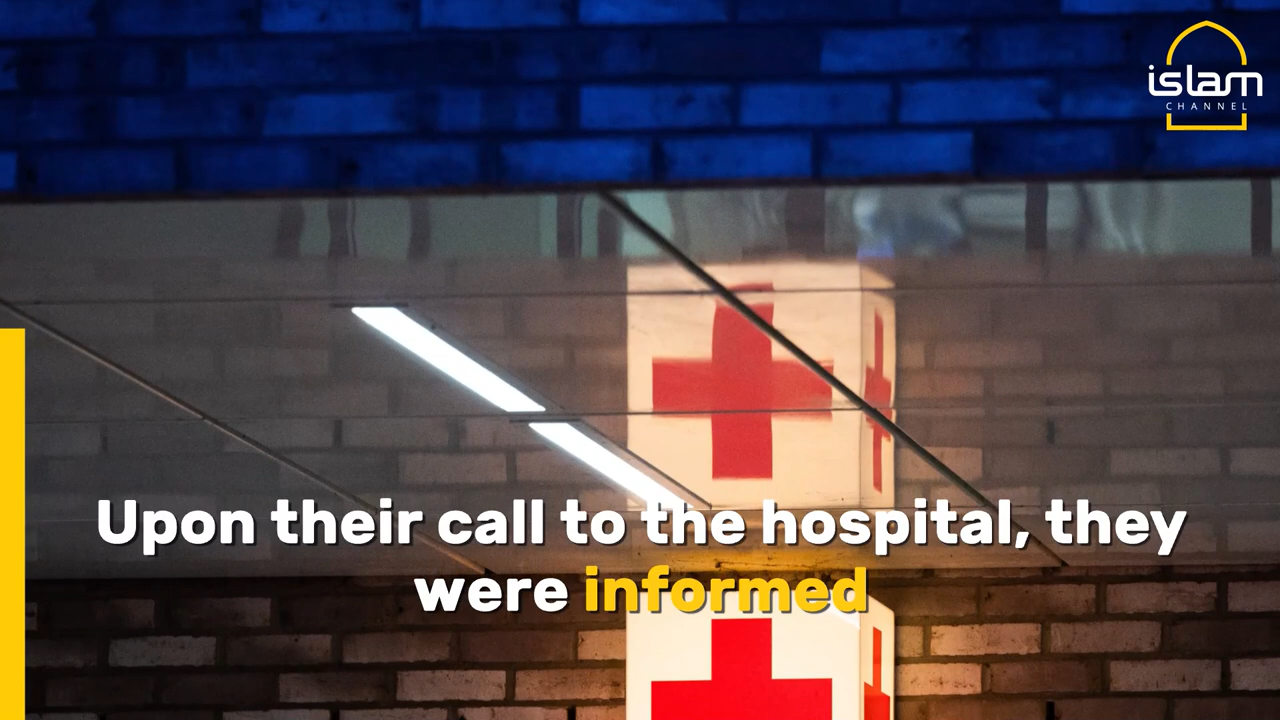 islam
CHANNEL
Upon their call to the hospital, they
were informed